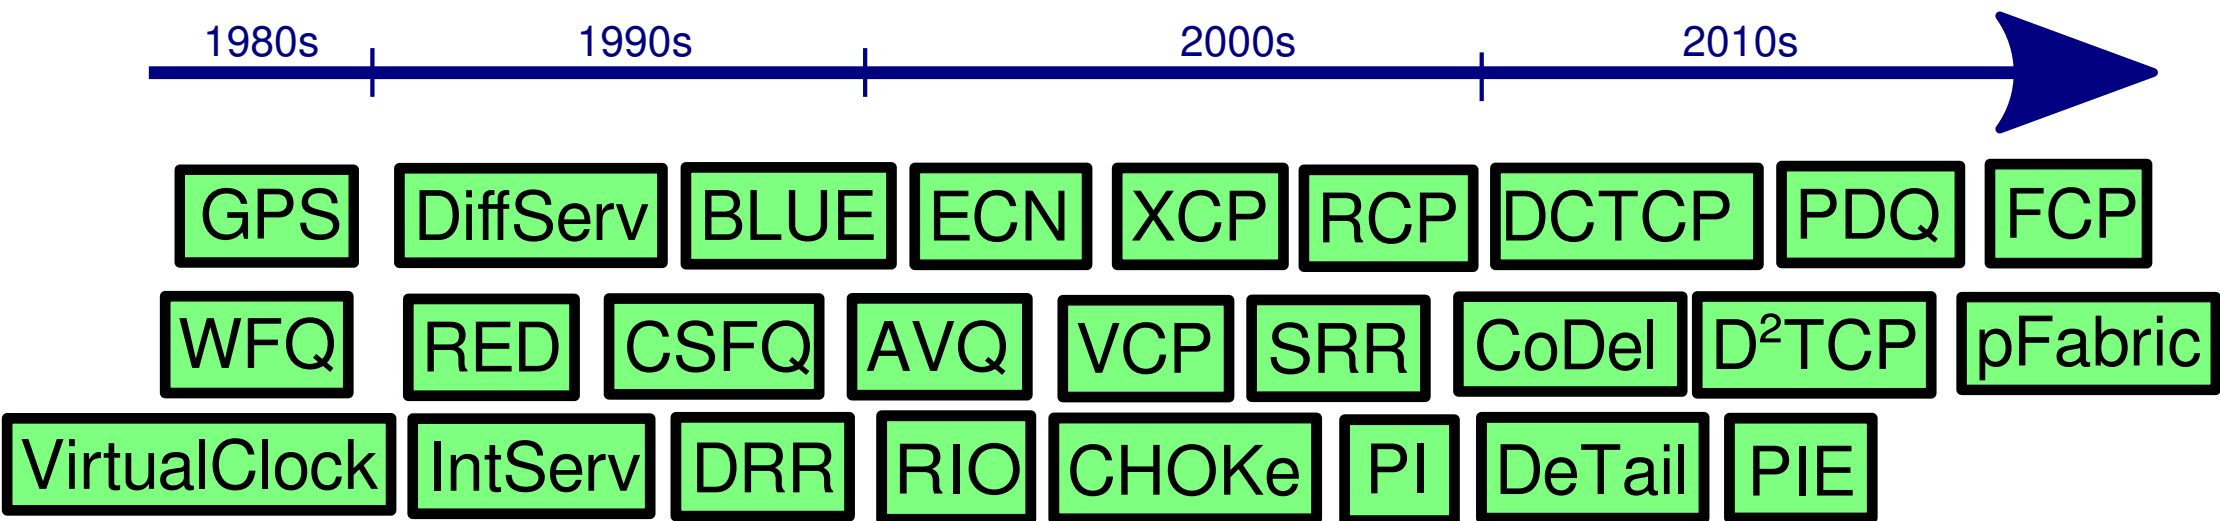 1980s 1990s 2000s 2010s
GPS DiffServ BLUE ECN XCP RCP DCTCP PDQ FCP
WFQ RED CSFQ AVQ VCP SRR CoDel D²TCP pFabric
VirtualClock IntServ DRR RIO CHOKe PI DeTail PIE